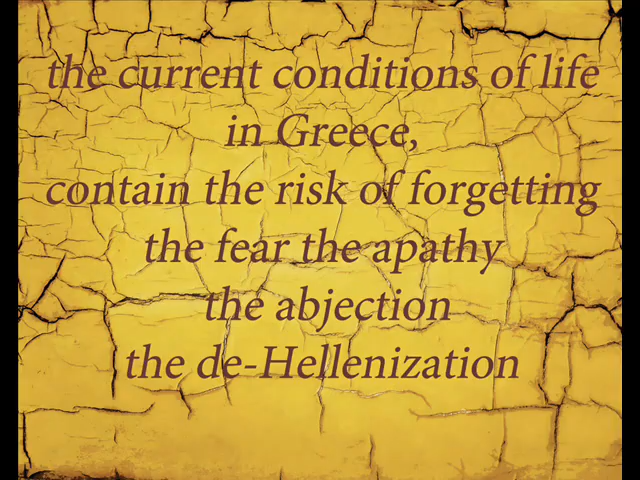 the current conditions of life
in Greece,
contain the risk of forgetting
the fear the apathy
the abjection
the de-Hellenization